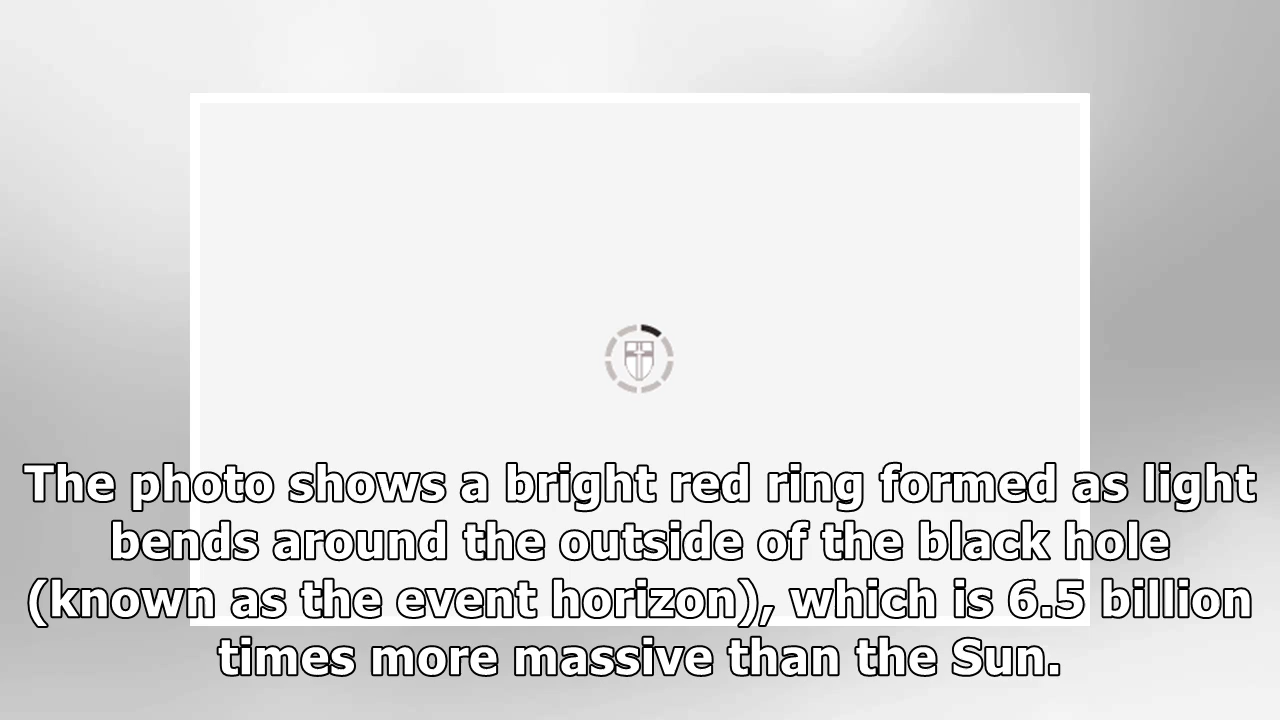 The photo shows a bright red ring formed as light
bends around the outside of the black hole
(known as the event horizon), which is 6.5 billion
times more massive than the Sun.